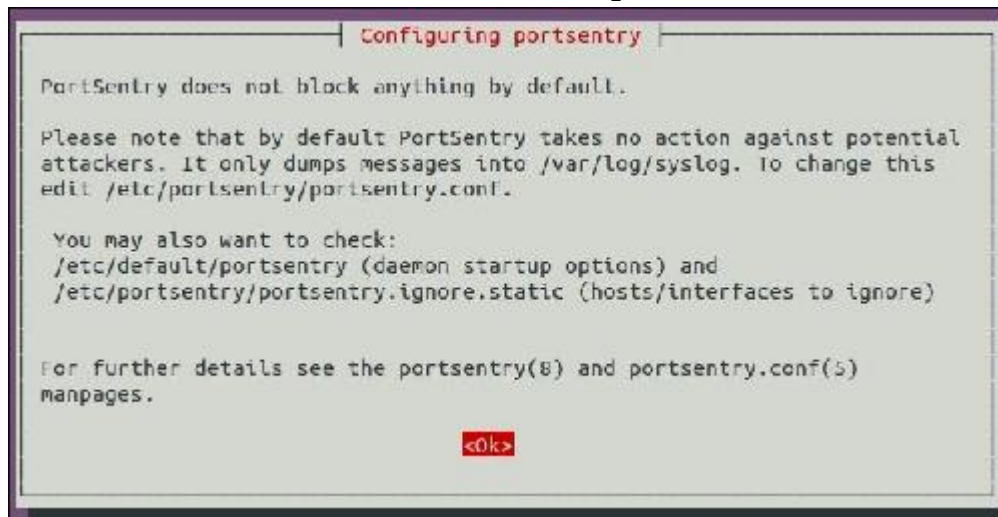 Configuring portsentry
PortSentry does not block anything by default.
Please note that by default PortSentry takes no action against potential
attackers. It only dumps messages into /var/log/syslog. To change this
edit /etc/portsentry/portsentry.conf.
You may also want to check:
/etc/default/portsentry (daemon startup options) and
/etc/portsentry/portsentry.ignore.static (hosts/interfaces to ignore)
For further details see the portsentry(8) and portsentry.conf(5)
manpages.
<Ok>